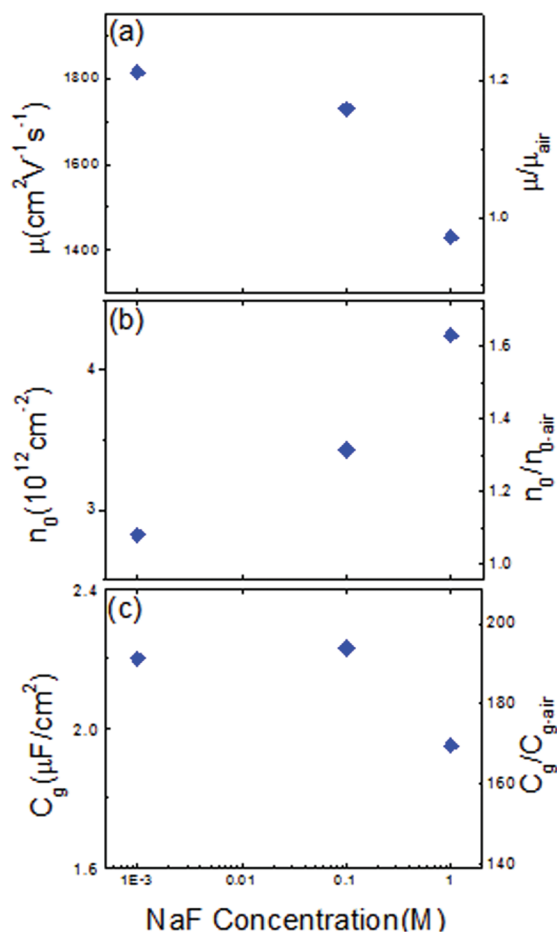 (a)
1800
1600
1400
μ(cm²V⁻¹s⁻¹)
1.2
1.0
μ/μair
(b)
4
3
n₀(10¹²cm⁻²)
1.6
1.4
1.2
1.0
n₀/n₀-air
(c)
2.4
2.0
1.6
Cg(μF/cm²)
200
180
160
140
Cg/Cg-air
1E-3
0.01
0.1
1
NaF Concentration(M)